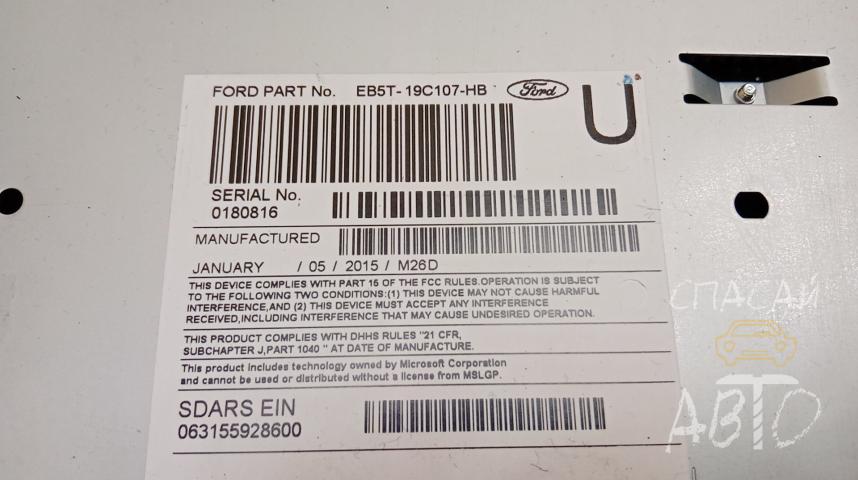 FORD PART No. EB5T-19C107-HB Ford U
SERIAL No.
0180816
MANUFACTURED
JANUARY / 05 / 2015 / M26D
THIS DEVICE COMPLIES WITH PART 15 OF THE FCC RULES.OPERATION IS SUBJECT
TO THE FOLLOWING TWO CONDITIONS:(1) THIS DEVICE MAY NOT CAUSE HARMFUL
INTERFERENCE,AND (2) THIS DEVICE MUST ACCEPT ANY INTERFERENCE
RECEIVED,INCLUDING INTERFERENCE THAT MAY CAUSE UNDESIRED OPERATION.
THIS PRODUCT COMPLIES WITH DHHS RULES "21 CFR,
SUBCHAPTER J,PART 1040 " AT DATE OF MANUFACTURE.
This product includes technology owned by Microsoft Corporation
and cannot be used or distributed without a license from MSLGP.
SDARS EIN
063155928600
СПАСАЙ
АВТО